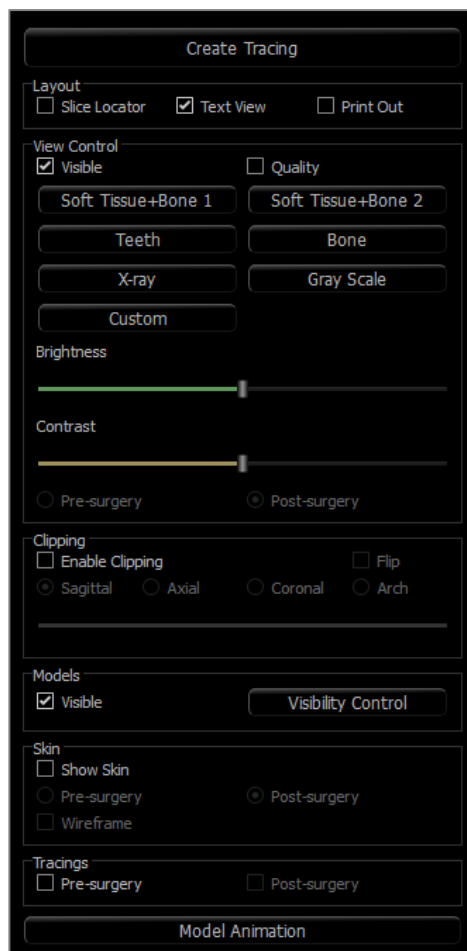 Create Tracing
Layout
Slice Locator Text View Print Out
View Control
Visible Quality
Soft Tissue+Bone 1 Soft Tissue+Bone 2
Teeth Bone
X-ray Gray Scale
Custom
Brightness
Contrast
Pre-surgery Post-surgery
Clipping
Enable Clipping Flip
Sagittal Axial Coronal Arch
Models
Visible Visibility Control
Skin
Show Skin
Pre-surgery Post-surgery
Wireframe
Tracings
Pre-surgery Post-surgery
Model Animation